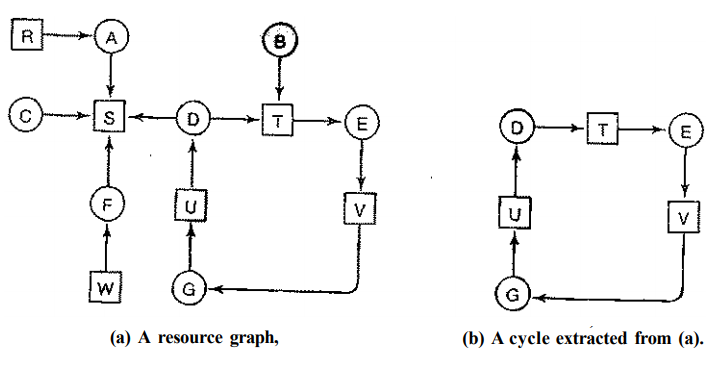 R
A
B
C
S
D
T
E
F
U
V
W
G
D
T
E
U
V
G
(a) A resource graph,
(b) A cycle extracted from (a).